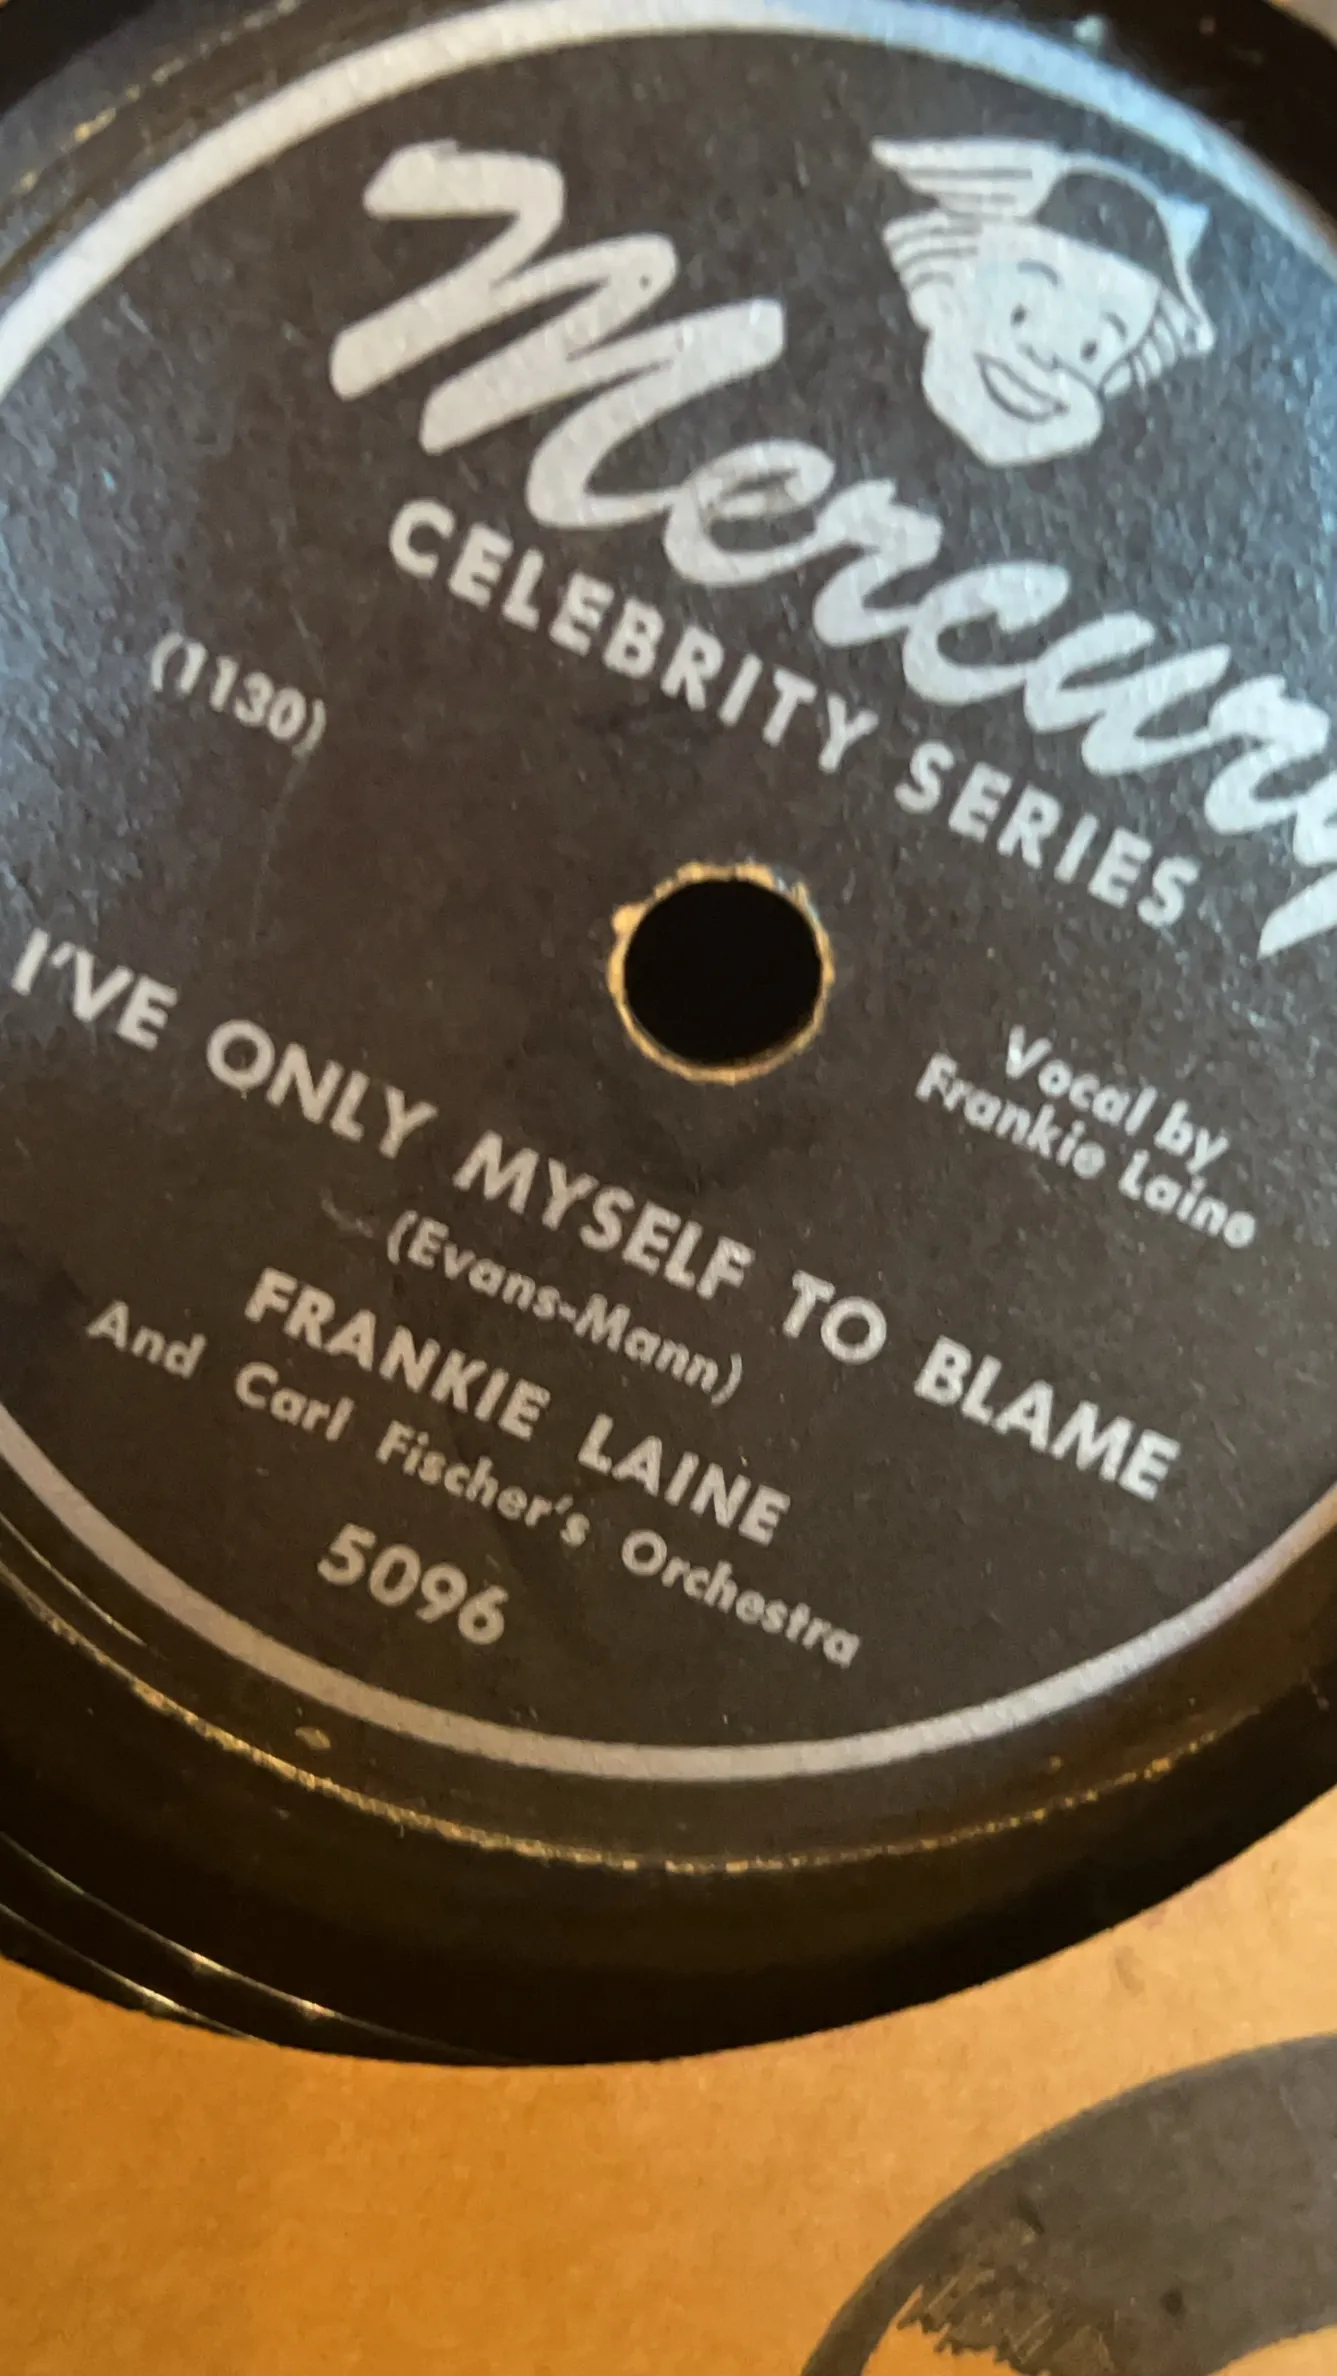 Mercury
CELEBRITY SERIES
(1130)
Vocal by
Frankie Laine
I'VE ONLY MYSELF TO BLAME
(Evans-Mann)
FRANKIE LAINE
And Carl Fischer's Orchestra
5096